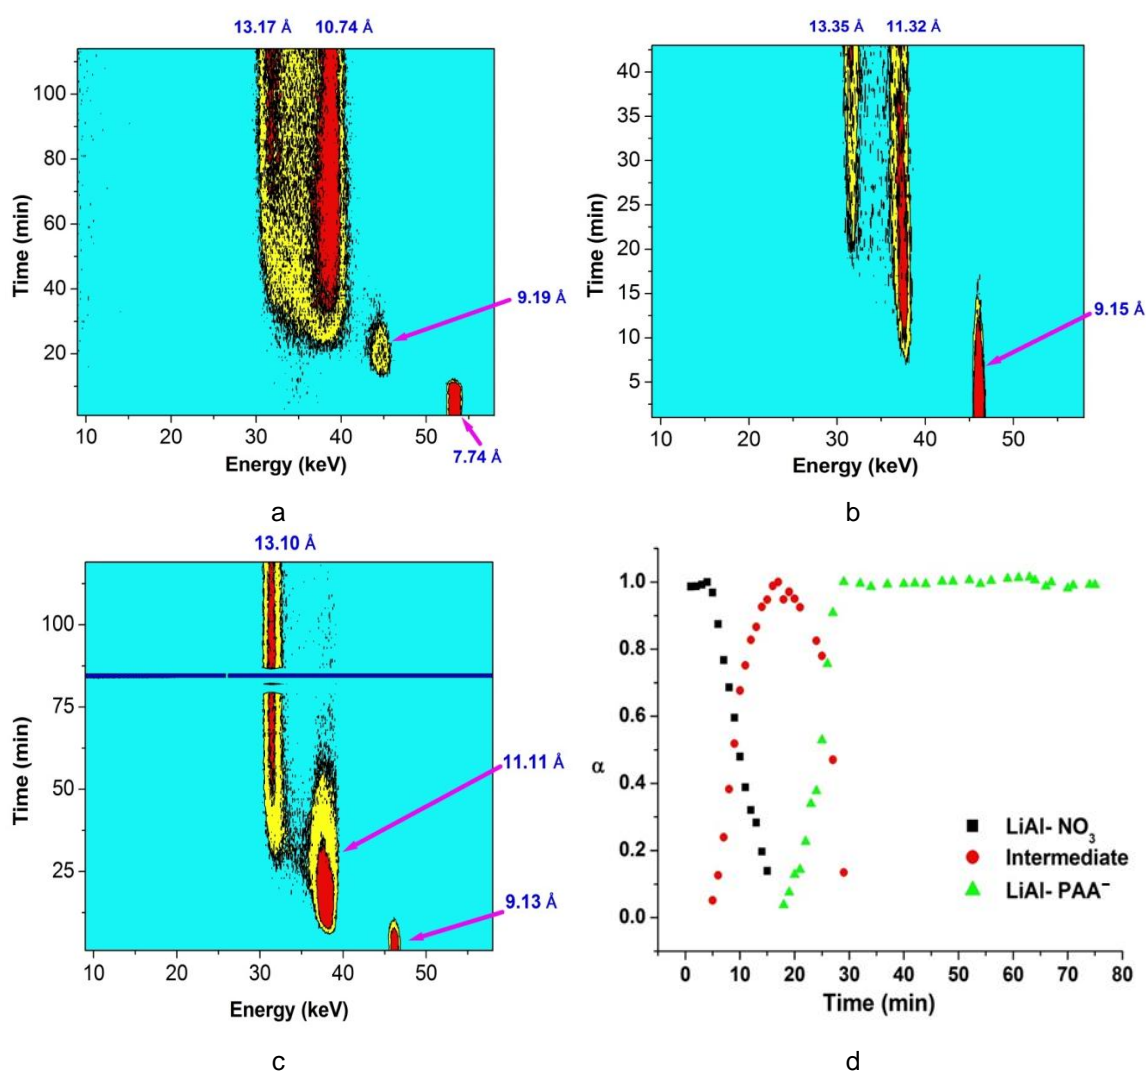 13.17 Å 10.74 Å
100
80
60
40
20
Time (min)
10 20 30 40 50
Energy (keV)
9.19 Å
7.74 Å
a
13.35 Å 11.32 Å
40
35
30
25
20
15
10
5
Time (min)
10 20 30 40 50
Energy (keV)
9.15 Å
b
13.10 Å
100
75
50
25
Time (min)
10 20 30 40 50
Energy (keV)
11.11 Å
9.13 Å
c
1.0
0.8
0.6
0.4
0.2
0.0
α
LiAl- NO₃
Intermediate
LiAl- PAA⁻
0 10 20 30 40 50 60 70 80
Time (min)
d